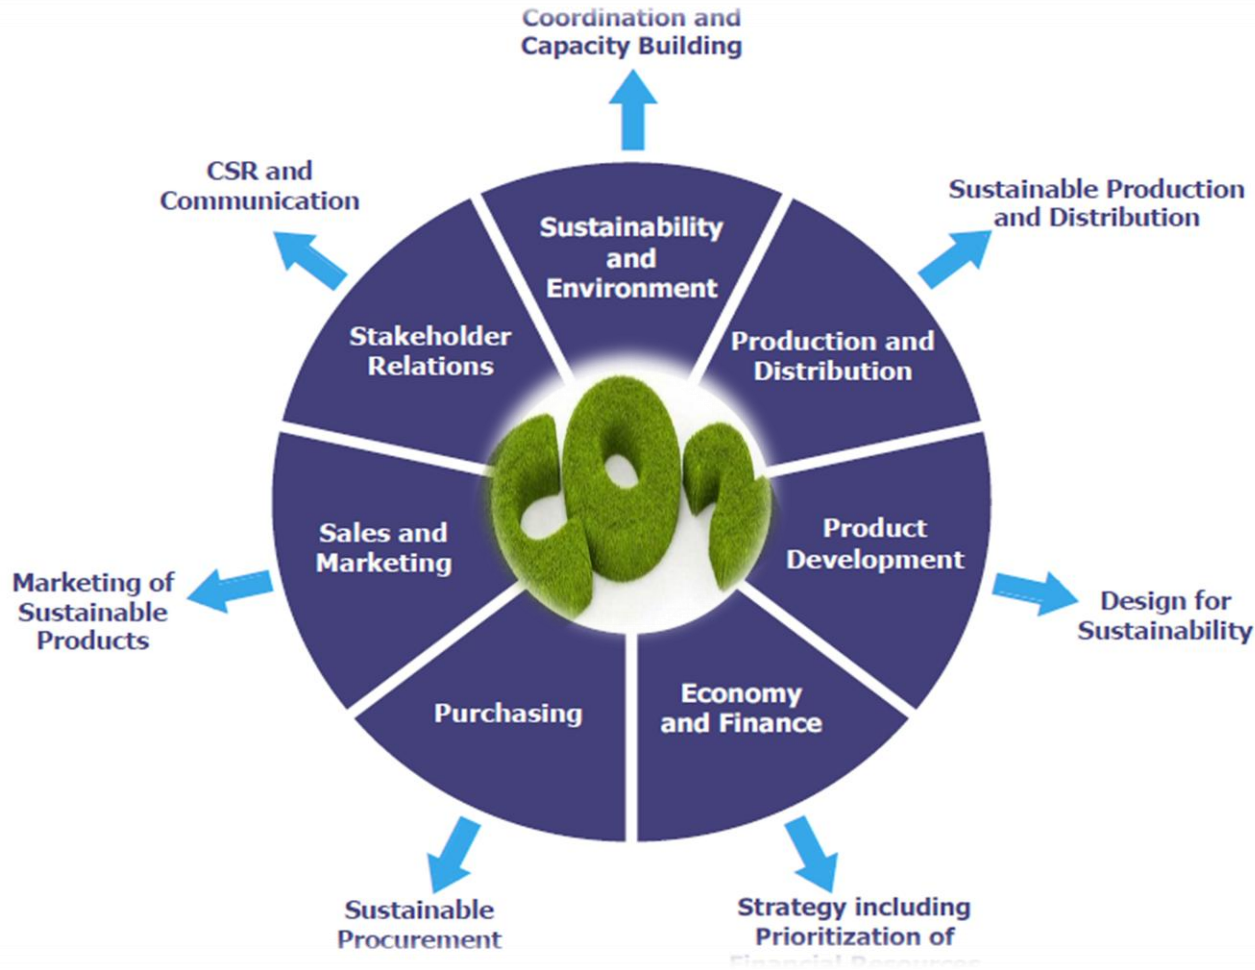 Coordination and
Capacity Building
CSR and
Communication
Sustainable Production
and Distribution
Sustainability
and
Environment
Stakeholder
Relations
Production and
Distribution
CO2
Sales and
Marketing
Product
Development
Marketing of
Sustainable
Products
Design for
Sustainability
Purchasing
Economy
and Finance
Sustainable
Procurement
Strategy including
Prioritization of
Financial Resources